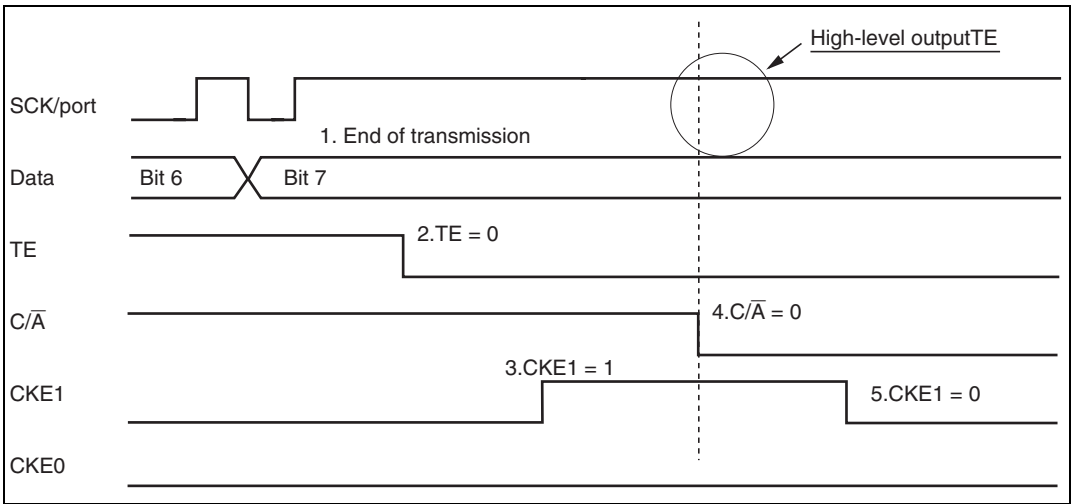 High-level outputTE
SCK/port
1. End of transmission
Data
Bit 6
Bit 7
TE
2.TE = 0
C/A̅
4.C/A̅ = 0
3.CKE1 = 1
CKE1
5.CKE1 = 0
CKE0